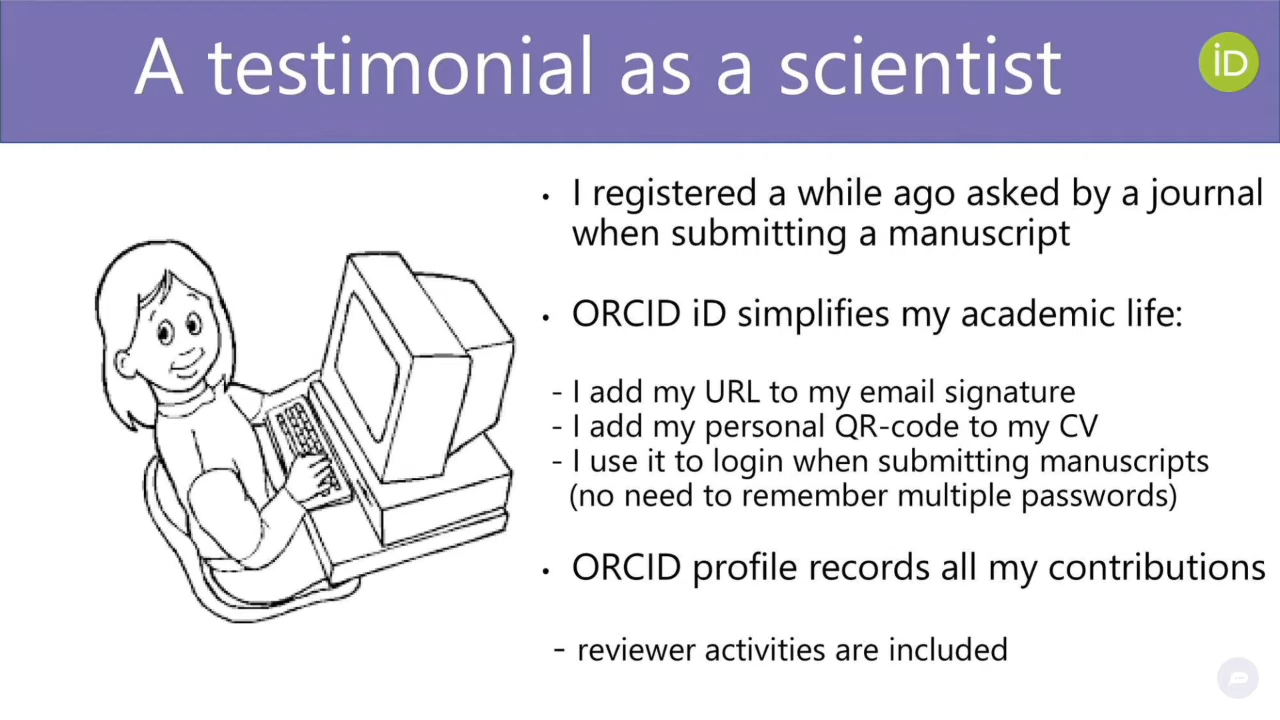 A testimonial as a scientist
iD
• I registered a while ago asked by a journal
when submitting a manuscript
• ORCID iD simplifies my academic life:
- I add my URL to my email signature
- I add my personal QR-code to my CV
- I use it to login when submitting manuscripts
(no need to remember multiple passwords)
• ORCID profile records all my contributions
- reviewer activities are included